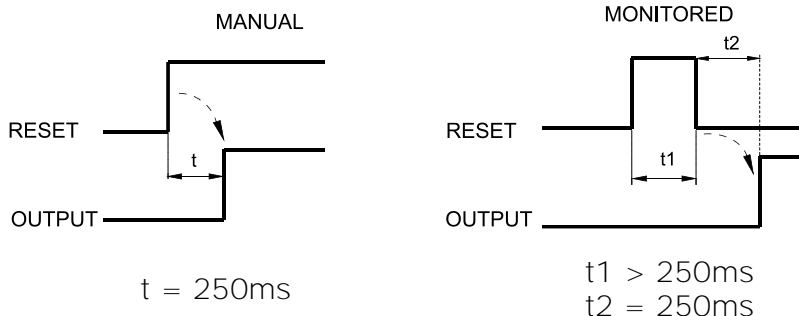 MANUAL
RESET
t
OUTPUT
t = 250ms
MONITORED
t2
RESET
t1
OUTPUT
t1 > 250ms
t2 = 250ms